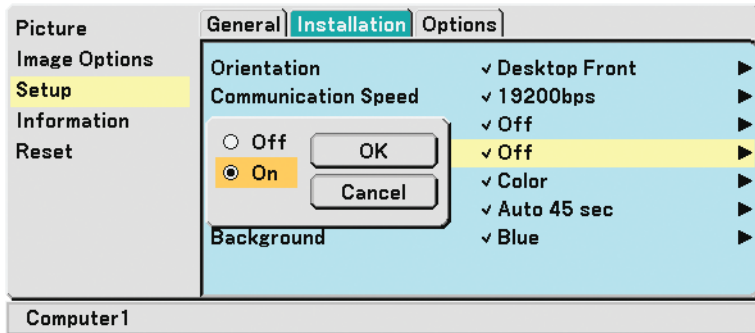 Picture
Image Options
Setup
Information
Reset
General Installation Options
Orientation ✓ Desktop Front
Communication Speed ✓ 19200bps
✓ Off
✓ Off
✓ Color
✓ Auto 45 sec
Background ✓ Blue
Off
On
OK
Cancel
Computer1